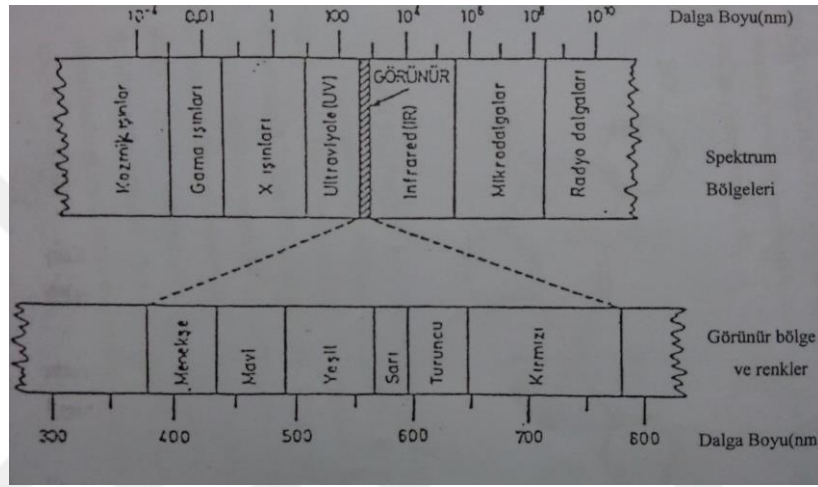 10⁻⁴ 0,01 1 100 10⁴ 10⁶ 10⁸ 10¹⁰ Dalga Boyu(nm)
GÖRÜNÜR
Kozmik ışınlar
Gama ışınları
X ışınları
Ultraviyole (UV)
Infrared (IR)
Mikrodalgalar
Radyo dalgaları
Spektrum
Bölgeleri
Menekşe
Mavi
Yeşil
Sarı
Turuncu
Kırmızı
Görünür bölge
ve renkler
300 400 500 600 700 800 Dalga Boyu(nm